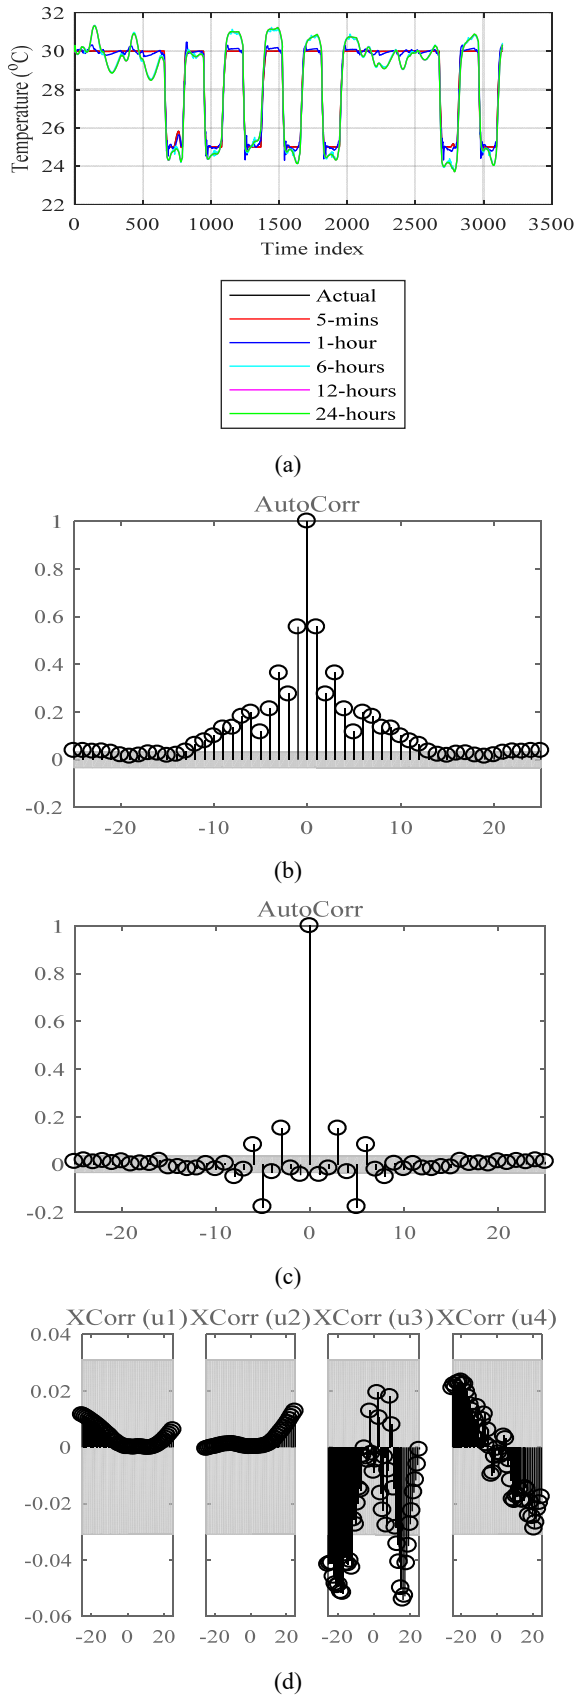 32
30
28
26
24
22
Temperature (⁰C)
0 500 1000 1500 2000 2500 3000 3500
Time index
Actual
5-mins
1-hour
6-hours
12-hours
24-hours
(a)
AutoCorr
1
0.8
0.6
0.4
0.2
0
-0.2
-20 -10 0 10 20
(b)
AutoCorr
1
0.8
0.6
0.4
0.2
0
-0.2
-20 -10 0 10 20
(c)
XCorr (u1) XCorr (u2) XCorr (u3) XCorr (u4)
0.04
0.02
0
-0.02
-0.04
-0.06
-20 0 20 -20 0 20 -20 0 20 -20 0 20
(d)